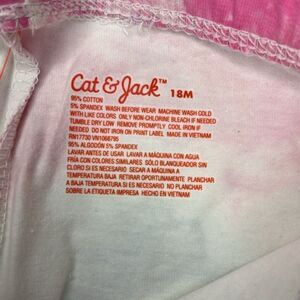 Cat & Jack™ 18M
95% COTTON
5% SPANDEX WASH BEFORE WEAR MACHINE WASH COLD
WITH LIKE COLORS ONLY NON-CHLORINE BLEACH IF NEEDED
TUMBLE DRY LOW REMOVE PROMPTLY COOL IRON IF
NEEDED DO NOT IRON ON PRINT LABEL MADE IN VIETNAM
RN17730 VN1068795
95% ALGODÓN 5% SPANDEX
LAVAR ANTES DE USAR LAVAR A MÁQUINA CON AGUA
FRÍA CON COLORES SIMILARES SÓLO BLANQUEADOR SIN
CLORO SI ES NECESARIO SECAR A MÁQUINA A
TEMPERATURA BAJA RETIRAR OPORTUNAMENTE PLANCHAR
A BAJA TEMPERATURA SI ES NECESARIO NO PLANCHAR
SOBRE LA ETIQUETA IMPRESA HECHO EN VIETNAM